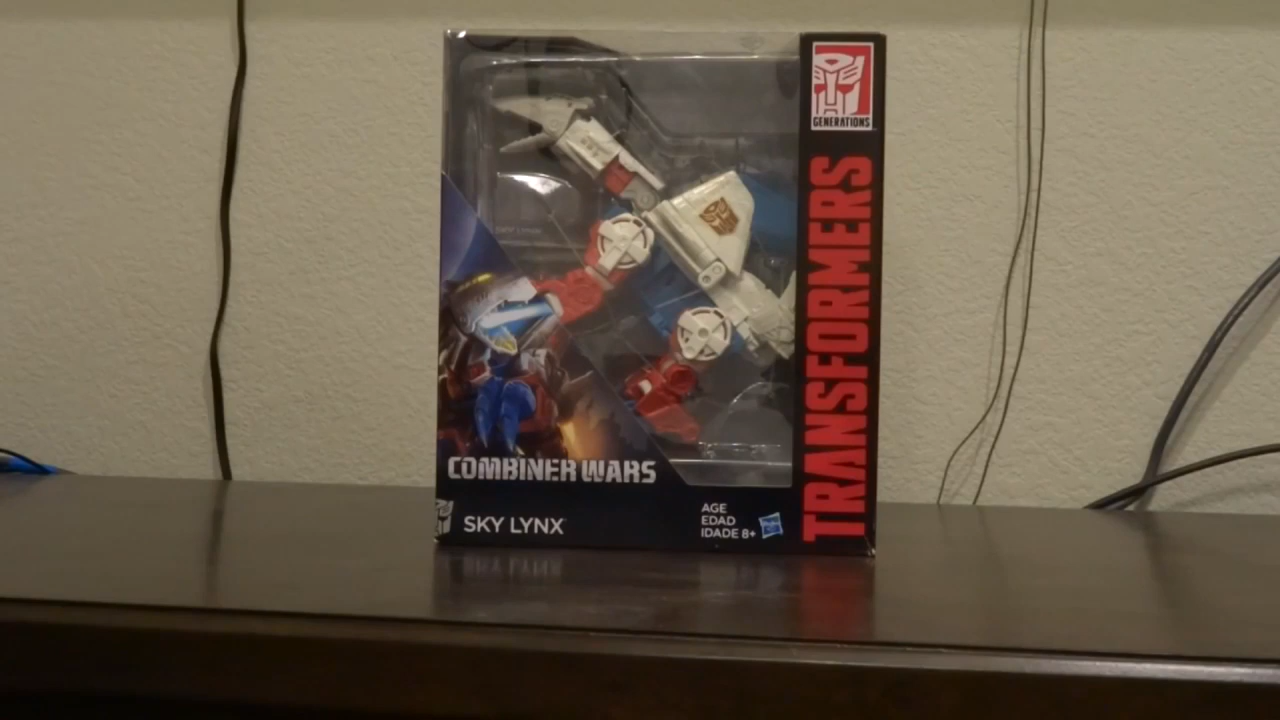 GENERATIONS
TRANSFORMERS
COMBINER WARS
SKY LYNX
AGE
EDAD
IDADE 8+